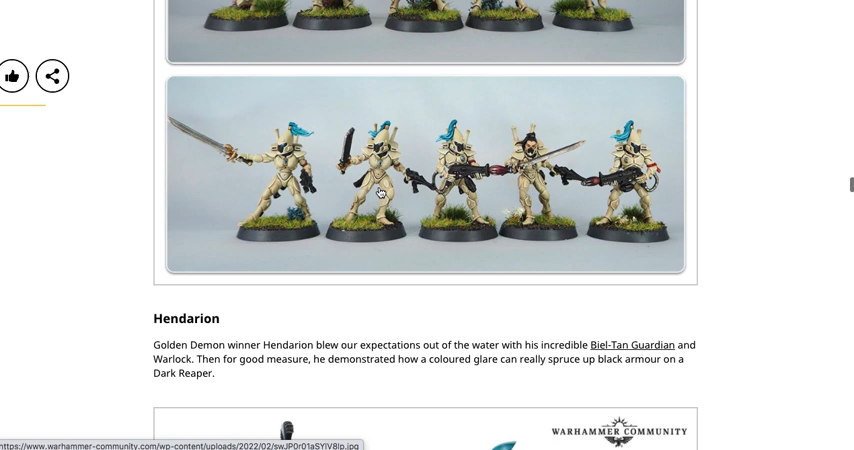 Hendarion
Golden Demon winner Hendarion blew our expectations out of the water with his incredible Biel-Tan Guardian and
Warlock. Then for good measure, he demonstrated how a coloured glare can really spruce up black armour on a
Dark Reaper.
WARHAMMER COMMUNITY
https://www.warhammer-community.com/wp-content/uploads/2022/02/swJP0r01aSYlV8lp.jpg